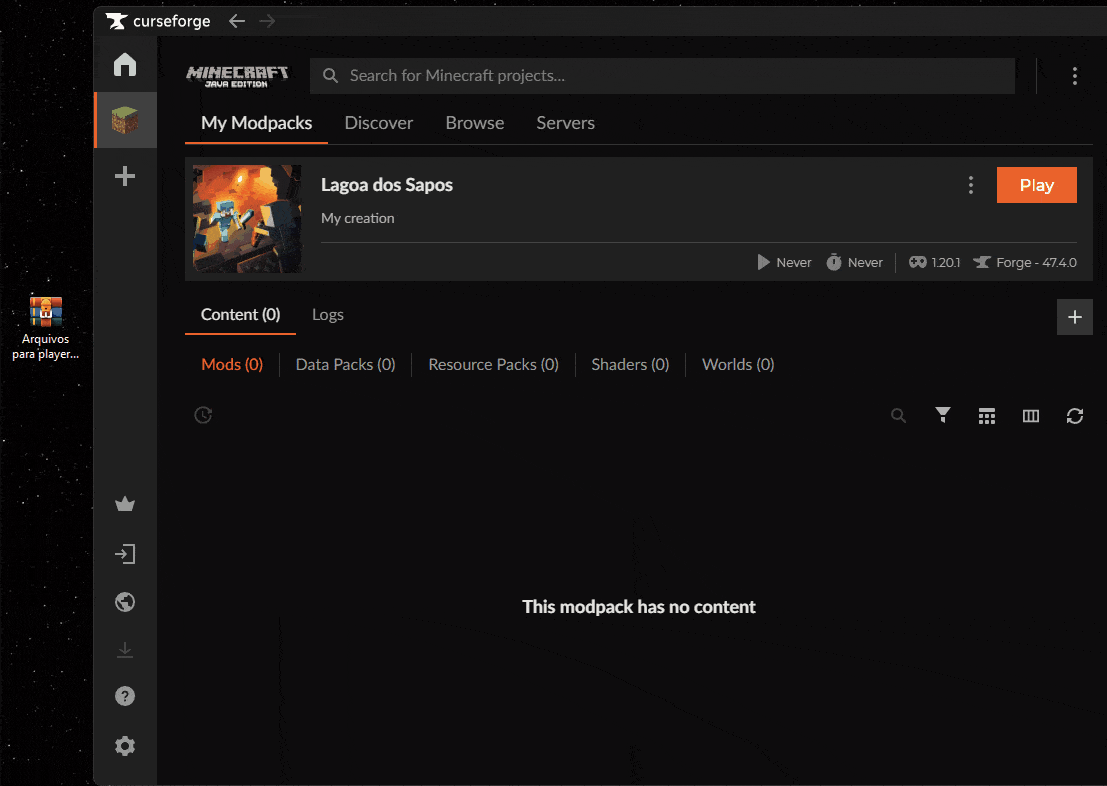 curseforge
MINECRAFT
JAVA EDITION
Search for Minecraft projects...
My Modpacks
Discover
Browse
Servers
Lagoa dos Sapos
Play
My creation
Never
Never
1.20.1
Forge - 47.4.0
Arquivos
para player...
Content (0)
Logs
Mods (0)
Data Packs (0)
Resource Packs (0)
Shaders (0)
Worlds (0)
This modpack has no content